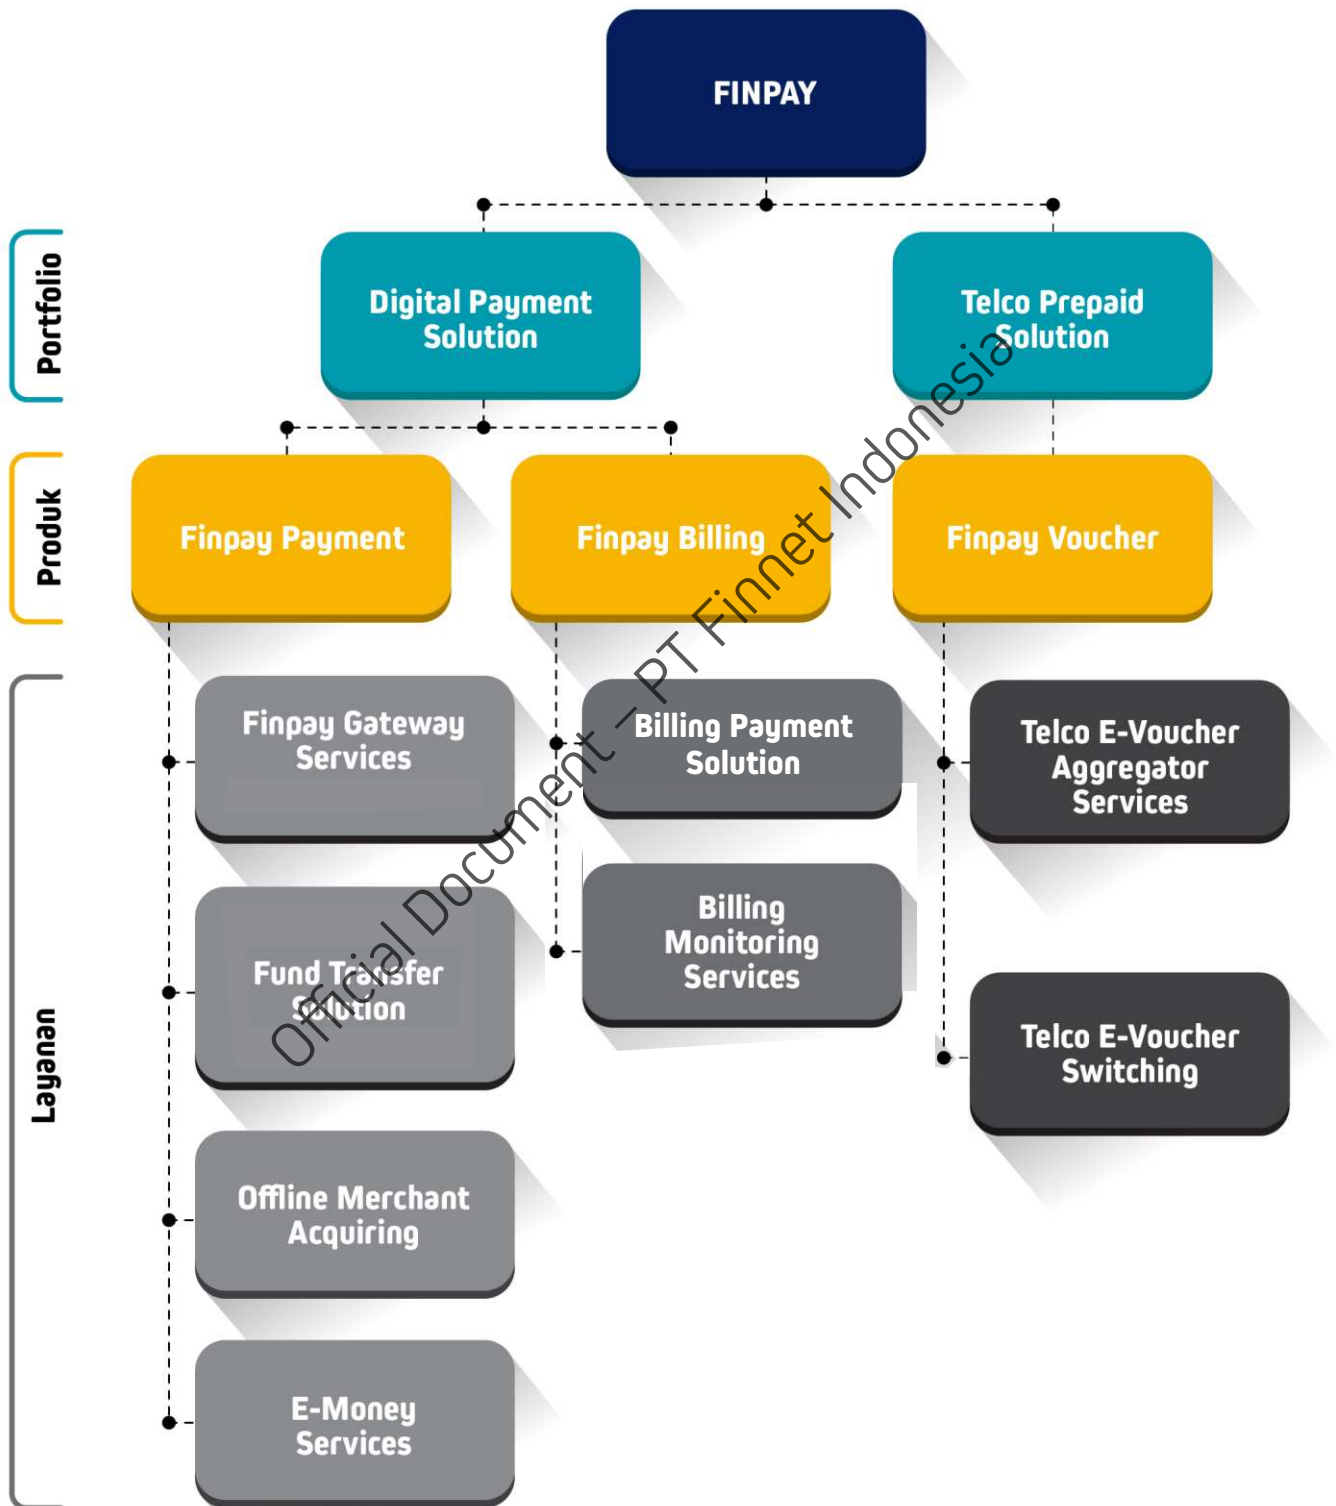 FINPAY
Portfolio
Digital Payment
Solution
Telco Prepaid
Solution
Produk
Finpay Payment
Finpay Billing
Finpay Voucher
Layanan
Finpay Gateway
Services
Fund Transfer
Solution
Offline Merchant
Acquiring
E-Money
Services
Billing Payment
Solution
Billing
Monitoring
Services
Telco E-Voucher
Aggregator
Services
Telco E-Voucher
Switching
Official Document – PT Finnet Indonesia